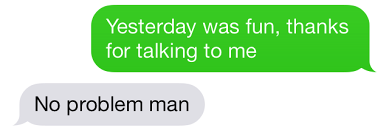 Yesterday was fun, thanks
for talking to me
No problem man